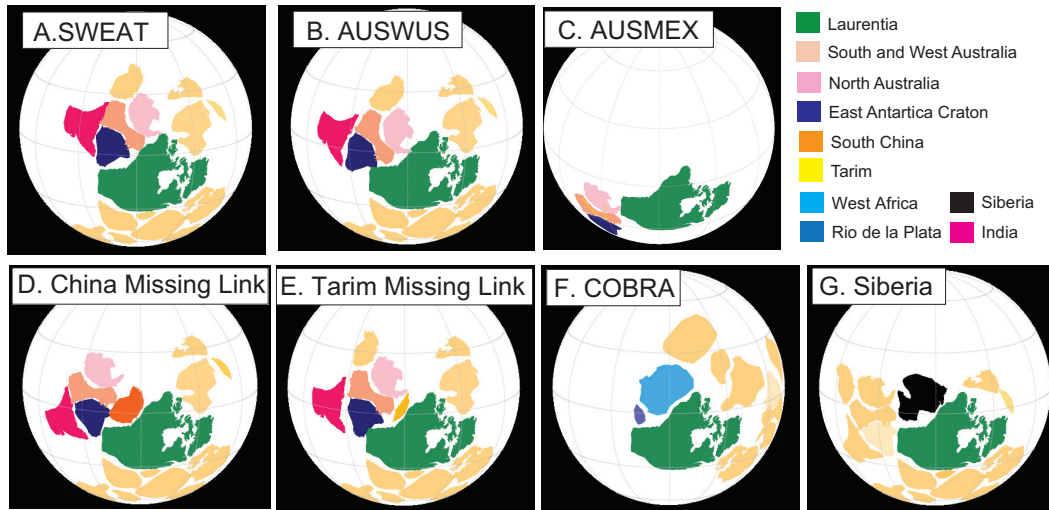 A.SWEAT
B. AUSWUS
C. AUSMEX
Laurentia
South and West Australia
North Australia
East Antartica Craton
South China
Tarim
West Africa
Siberia
Rio de la Plata
India
D. China Missing Link
E. Tarim Missing Link
F. COBRA
G. Siberia